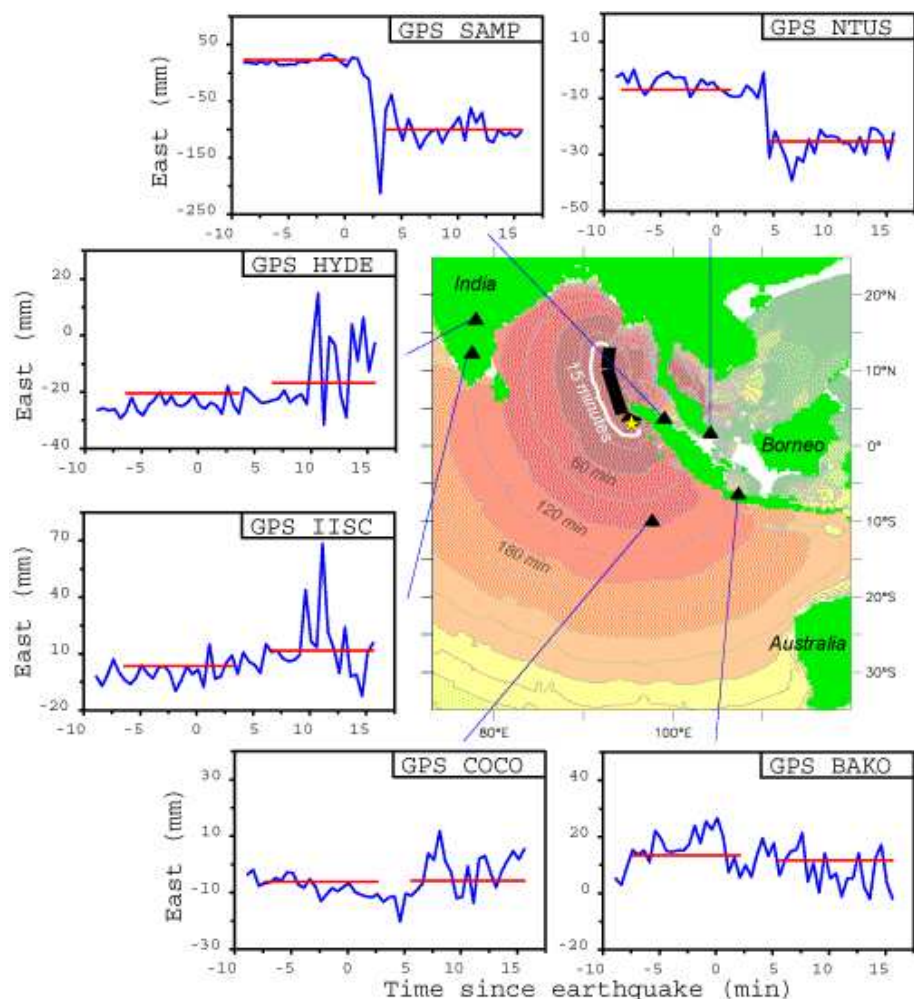 GPS SAMP
East (mm)
50
-50
-150
-250
-10 -5 0 5 10 15
GPS NTUS
10
-10
-30
-50
-10 -5 0 5 10 15
GPS HYDE
East (mm)
20
0
-20
-40
-10 -5 0 5 10 15
GPS IISC
East (mm)
70
40
10
-20
-10 -5 0 5 10 15
India
15 minutes
60 min
120 min
180 min
Borneo
Australia
20°N
10°N
0°
10°S
20°S
30°S
80°E 100°E
GPS COCO
East (mm)
30
10
-10
-30
-10 -5 0 5 10 15
GPS BAKO
40
20
0
-20
-10 -5 0 5 10 15
Time since earthquake (min)